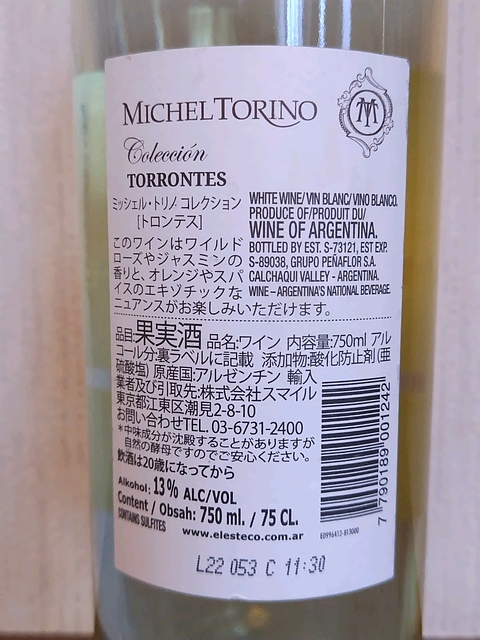 MICHEL TORINO
M
Colección
TORRONTES
ミッシェル・トリノ コレクション
[トロンテス]
このワインはワイルド
ローズやジャスミンの
香りと、オレンジやスパ
イスのエキゾチックな
ニュアンスがお楽しみいただけます。
WHITE WINE/ VIN BLANC/ VINO BLANCO.
PRODUCE OF/PRODUIT DU/
WINE OF ARGENTINA.
BOTTLED BY EST. S-73121, EST EXP.
S-89038, GRUPO PEÑAFLOR S.A.
CALCHAQUI VALLEY - ARGENTINA.
WINE – ARGENTINA'S NATIONAL BEVERAGE.
品目:果実酒 品名:ワイン 内容量:750ml アル
コール分:裏ラベルに記載 添加物:酸化防止剤(亜
硫酸塩) 原産国:アルゼンチン 輸入
業者及び引取先:株式会社スマイル
東京都江東区潮見2-8-10
お問い合わせTEL. 03-6731-2400
*中味成分が沈殿することがありますが
自然の酵母ですのでご安心ください。
飲酒は20歳になってから
Alkohol: 13% ALC/VOL
Content / Obsah: 750 ml. / 75 CL.
CONTAINS SULFITES
www.elesteco.com.ar
7 790189 001242
E0996412-813000
L22 053 C 11:30